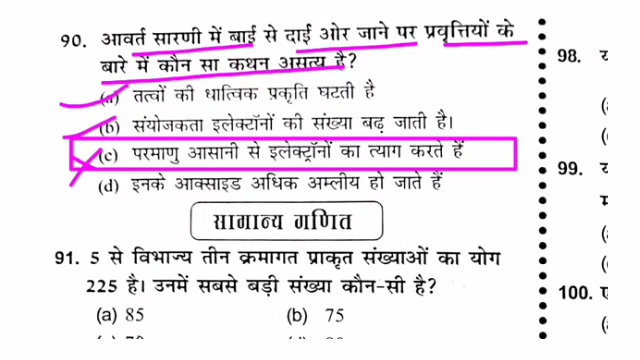 90. आवर्त सारणी में बाई से दाई ओर जाने पर प्रवृत्तियों के
बारे में कौन सा कथन असत्य है?
(a) तत्वों की धात्विक प्रकृति घटती है
(b) संयोजकता इलेक्टॉनों की संख्या बढ़ जाती है।
(c) परमाणु आसानी से इलेक्ट्रॉनों का त्याग करते हैं
(d) इनके आक्साइड अधिक अम्लीय हो जाते हैं
सामान्य गणित
91. 5 से विभाज्य तीन क्रमागत प्राकृत संख्याओं का योग
225 है। उनमें सबसे बड़ी संख्या कौन-सी है?
(a) 85 (b) 75
98.
99.
100.